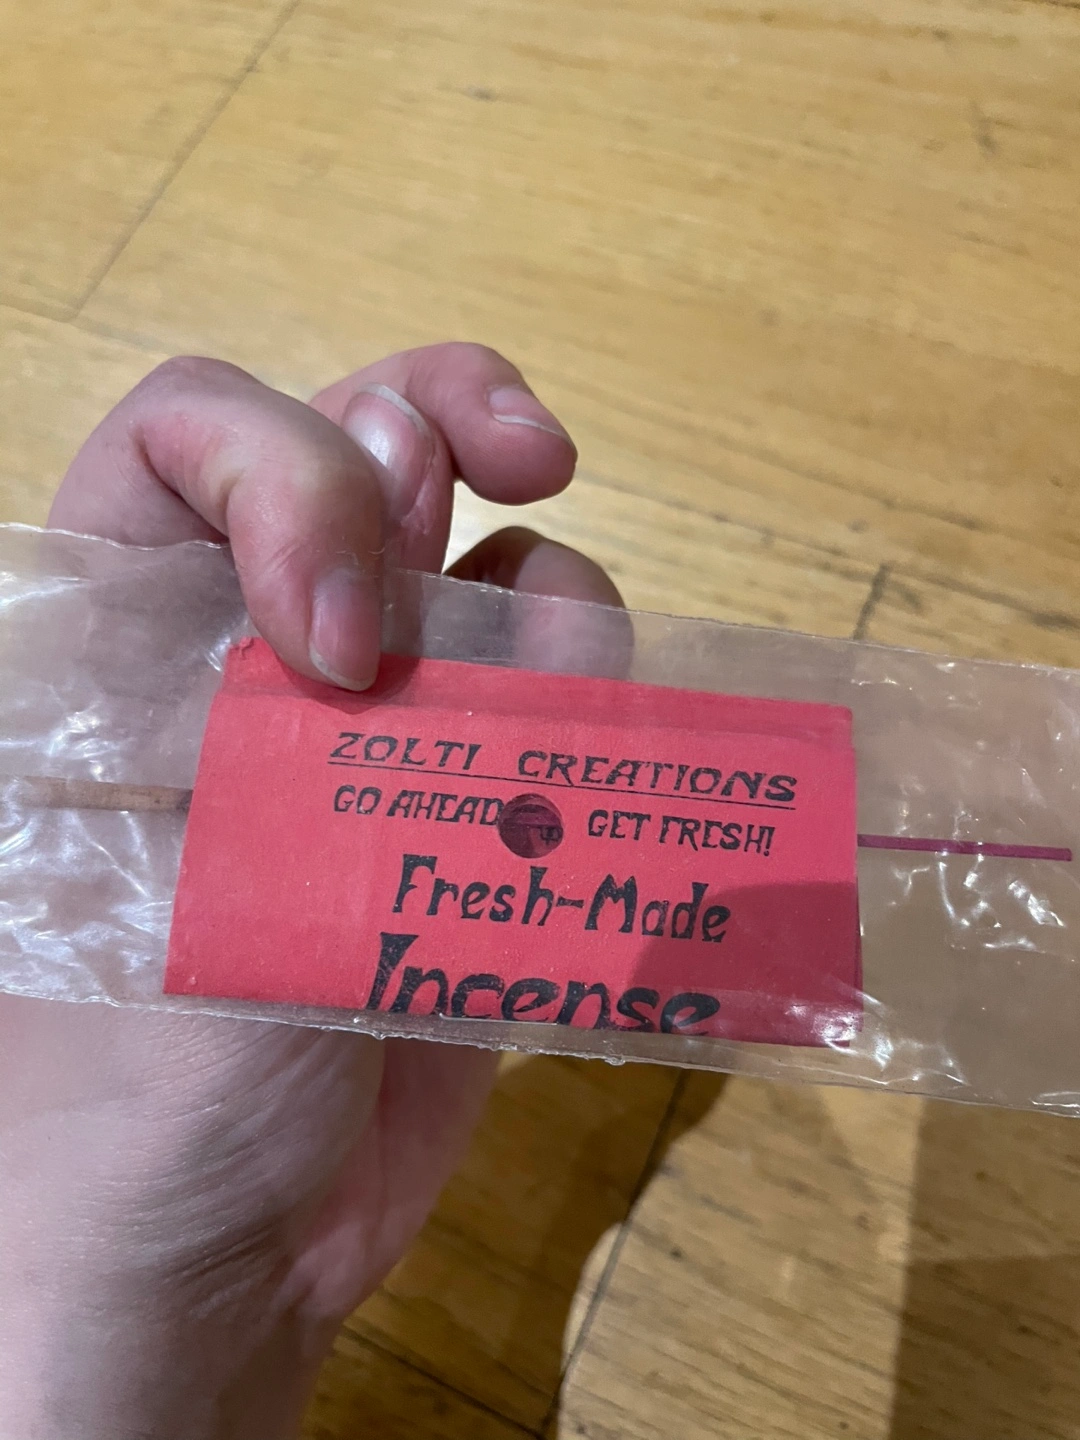 ZOLTI CREATIONS
GO AHEAD GET FRESH!
Fresh-Made
Incense